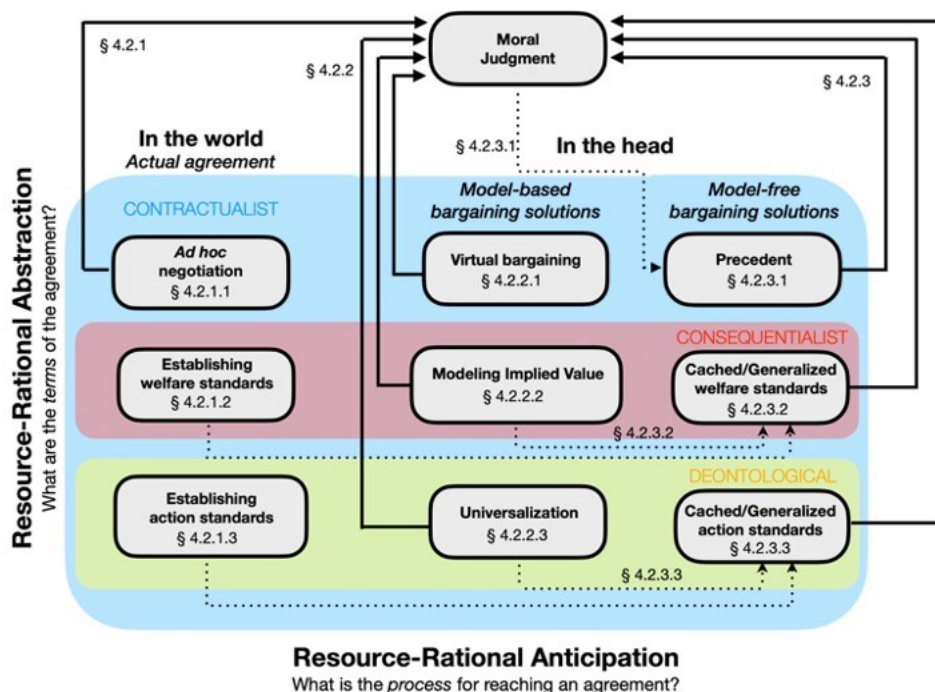 § 4.2.1
§ 4.2.2
Moral
Judgment
§ 4.2.3
§ 4.2.3.1
In the world
Actual agreement
In the head
CONTRACTUALIST
Model-based
bargaining solutions
Model-free
bargaining solutions
Ad hoc
negotiation
§ 4.2.1.1
Virtual bargaining
§ 4.2.2.1
Precedent
§ 4.2.3.1
CONSEQUENTIALIST
Establishing
welfare standards
§ 4.2.1.2
Modeling Implied Value
§ 4.2.2.2
Cached/Generalized
welfare standards
§ 4.2.3.2
§ 4.2.3.2
DEONTOLOGICAL
Establishing
action standards
§ 4.2.1.3
Universalization
§ 4.2.2.3
Cached/Generalized
action standards
§ 4.2.3.3
§ 4.2.3.3
Resource-Rational Abstraction
What are the terms of the agreement?
Resource-Rational Anticipation
What is the process for reaching an agreement?